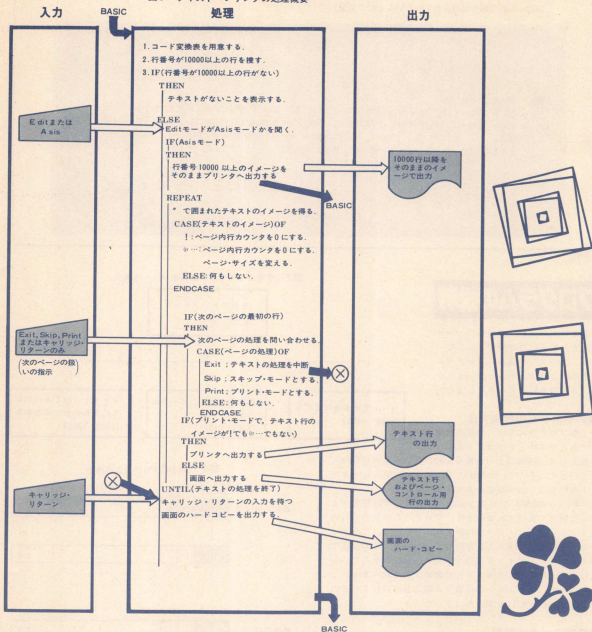 入力
BASIC
処理
出力
1.コード変換表を用意する.
2.行番号が10000以上の行を捜す.
3.IF(行番号が10000以上の行がない)
THEN
テキストがないことを表示する.
ELSE
EditモードかAsisモードかを聞く.
IF(Asisモード)
THEN
行番号10000以上のイメージを
そのままプリンタへ出力する
BASIC
REPEAT
" で囲まれたテキストのイメージを得る.
CASE(テキストのイメージ)OF
!:ページ内行カウンタを0にする.
※…:ページ内行カウンタを0にする.
ページ・サイズを変える.
ELSE:何もしない.
ENDCASE
IF(次のページの最初の行)
THEN
次のページの処理を問い合わせる.
CASE(ページの処理)OF
Exit ; テキストの処理を中断
Skip ; スキップ・モードとする.
Print ; プリント・モードとする.
ELSE: 何もしない.
ENDCASE
IF(プリント・モードで, テキスト行の
イメージが!でも※…でもない)
THEN
プリンタへ出力する
ELSE
画面へ出力する
UNTIL(テキストの処理を終了)
キャリッジ・リターンの入力を待つ
画面のハードコピーを出力する.
BASIC
Editまたは
Asis
Exit, Skip, Print
またはキャリッジ・
リターンのみ
(次のページの扱
いの指示)
キャリッジ・
リターン
10000行以降を
そのままのイメ
ージで出力
テキスト行
の出力
テキスト行
およびページ・
コントロール用
行の出力
画面の
ハード・コピー